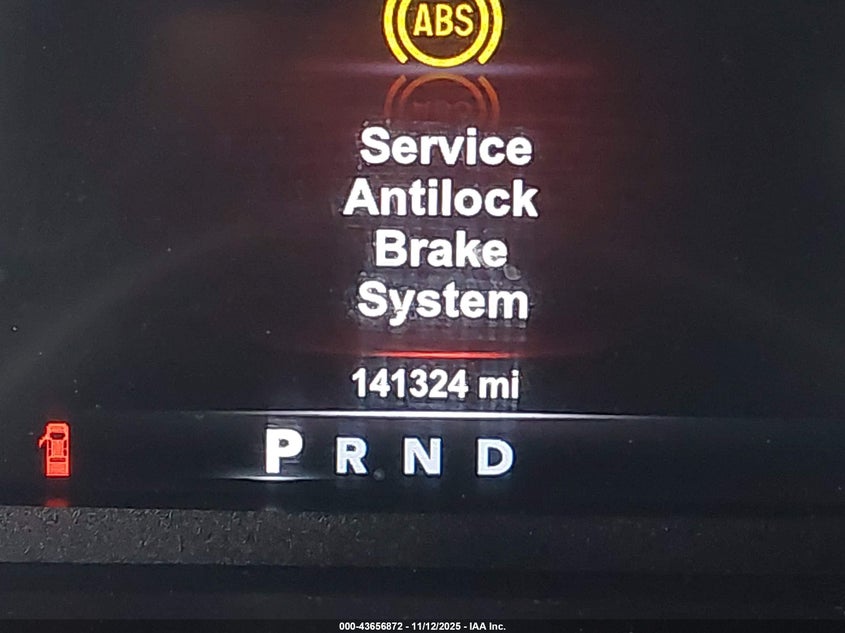 ABS
Service
Antilock
Brake
System
141324 mi
P R N D
000-43656872 - 11/12/2025 - IAA Inc.